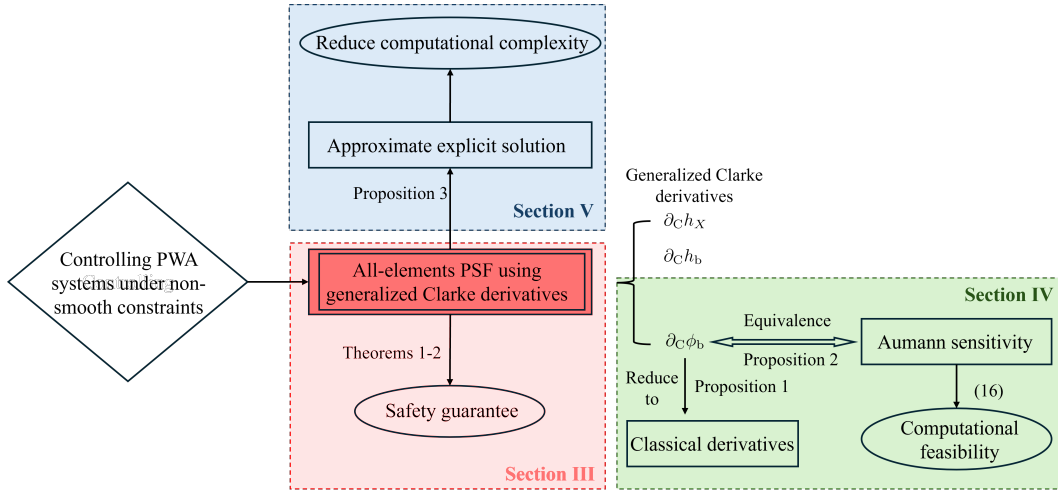 Reduce computational complexity
Approximate explicit solution
Proposition 3
Section V
Controlling PWA
systems under non-
smooth constraints
All-elements PSF using
generalized Clarke derivatives
Theorems 1-2
Safety guarantee
Section III
Generalized Clarke
derivatives
∂_C h_X
∂_C h_b
Section IV
∂_C ϕ_b
Equivalence
Proposition 2
Aumann sensitivity
Reduce
to
Proposition 1
(16)
Classical derivatives
Computational
feasibility